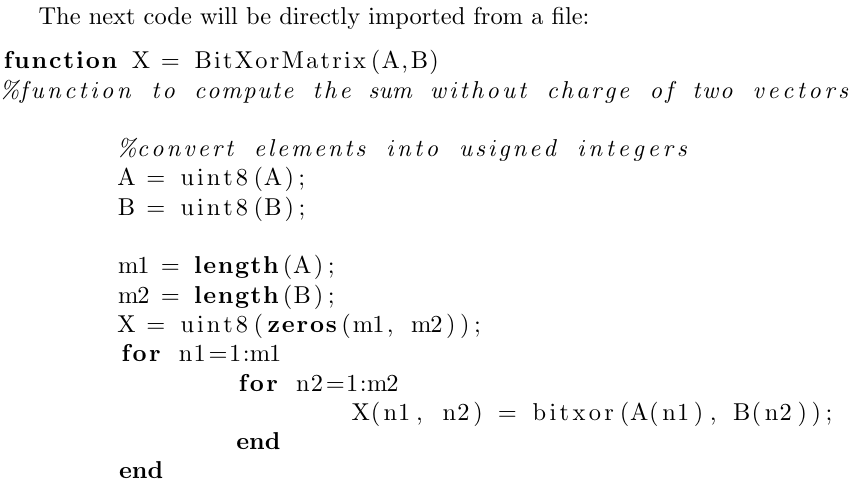 The next code will be directly imported from a file:
function X = BitXorMatrix(A,B)
%function to compute the sum without charge of two vectors
%convert elements into usigned integers
A = uint8(A);
B = uint8(B);
m1 = length(A);
m2 = length(B);
X = uint8(zeros(m1, m2));
for n1=1:m1
for n2=1:m2
X(n1, n2) = bitxor(A(n1), B(n2));
end
end